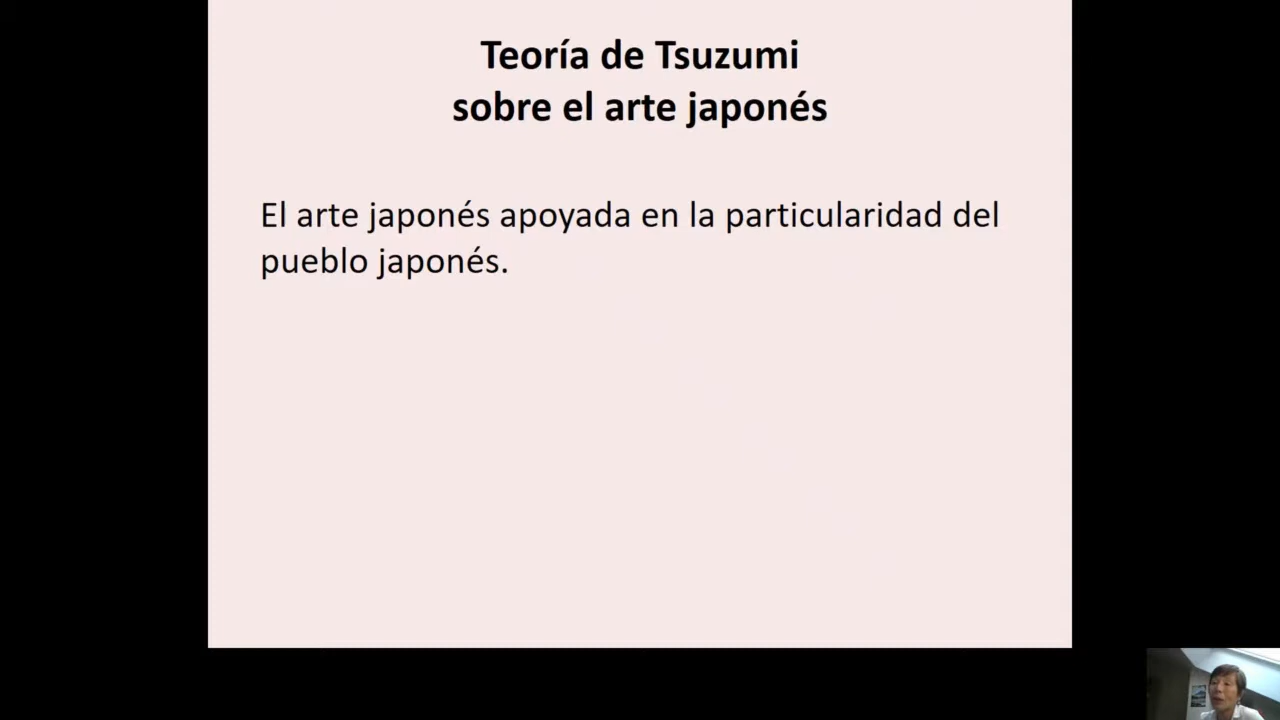 Teoría de Tsuzumi
sobre el arte japonés
El arte japonés apoyada en la particularidad del
pueblo japonés.